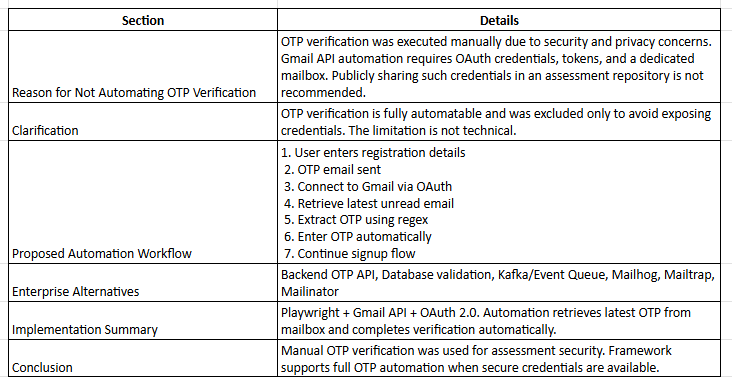 Section Details
OTP verification was executed manually due to security and privacy concerns.
Gmail API automation requires OAuth credentials, tokens, and a dedicated
mailbox. Publicly sharing such credentials in an assessment repository is not
Reason for Not Automating OTP Verification recommended.
OTP verification is fully automatable and was excluded only to avoid exposing
Clarification credentials. The limitation is not technical.
1. User enters registration details
2. OTP email sent
3. Connect to Gmail via OAuth
4. Retrieve latest unread email
5. Extract OTP using regex
6. Enter OTP automatically
Proposed Automation Workflow 7. Continue signup flow
Backend OTP API, Database validation, Kafka/Event Queue, Mailhog, Mailtrap,
Enterprise Alternatives Mailinator
Playwright + Gmail API + OAuth 2.0. Automation retrieves latest OTP from
Implementation Summary mailbox and completes verification automatically.
Manual OTP verification was used for assessment security. Framework
Conclusion supports full OTP automation when secure credentials are available.